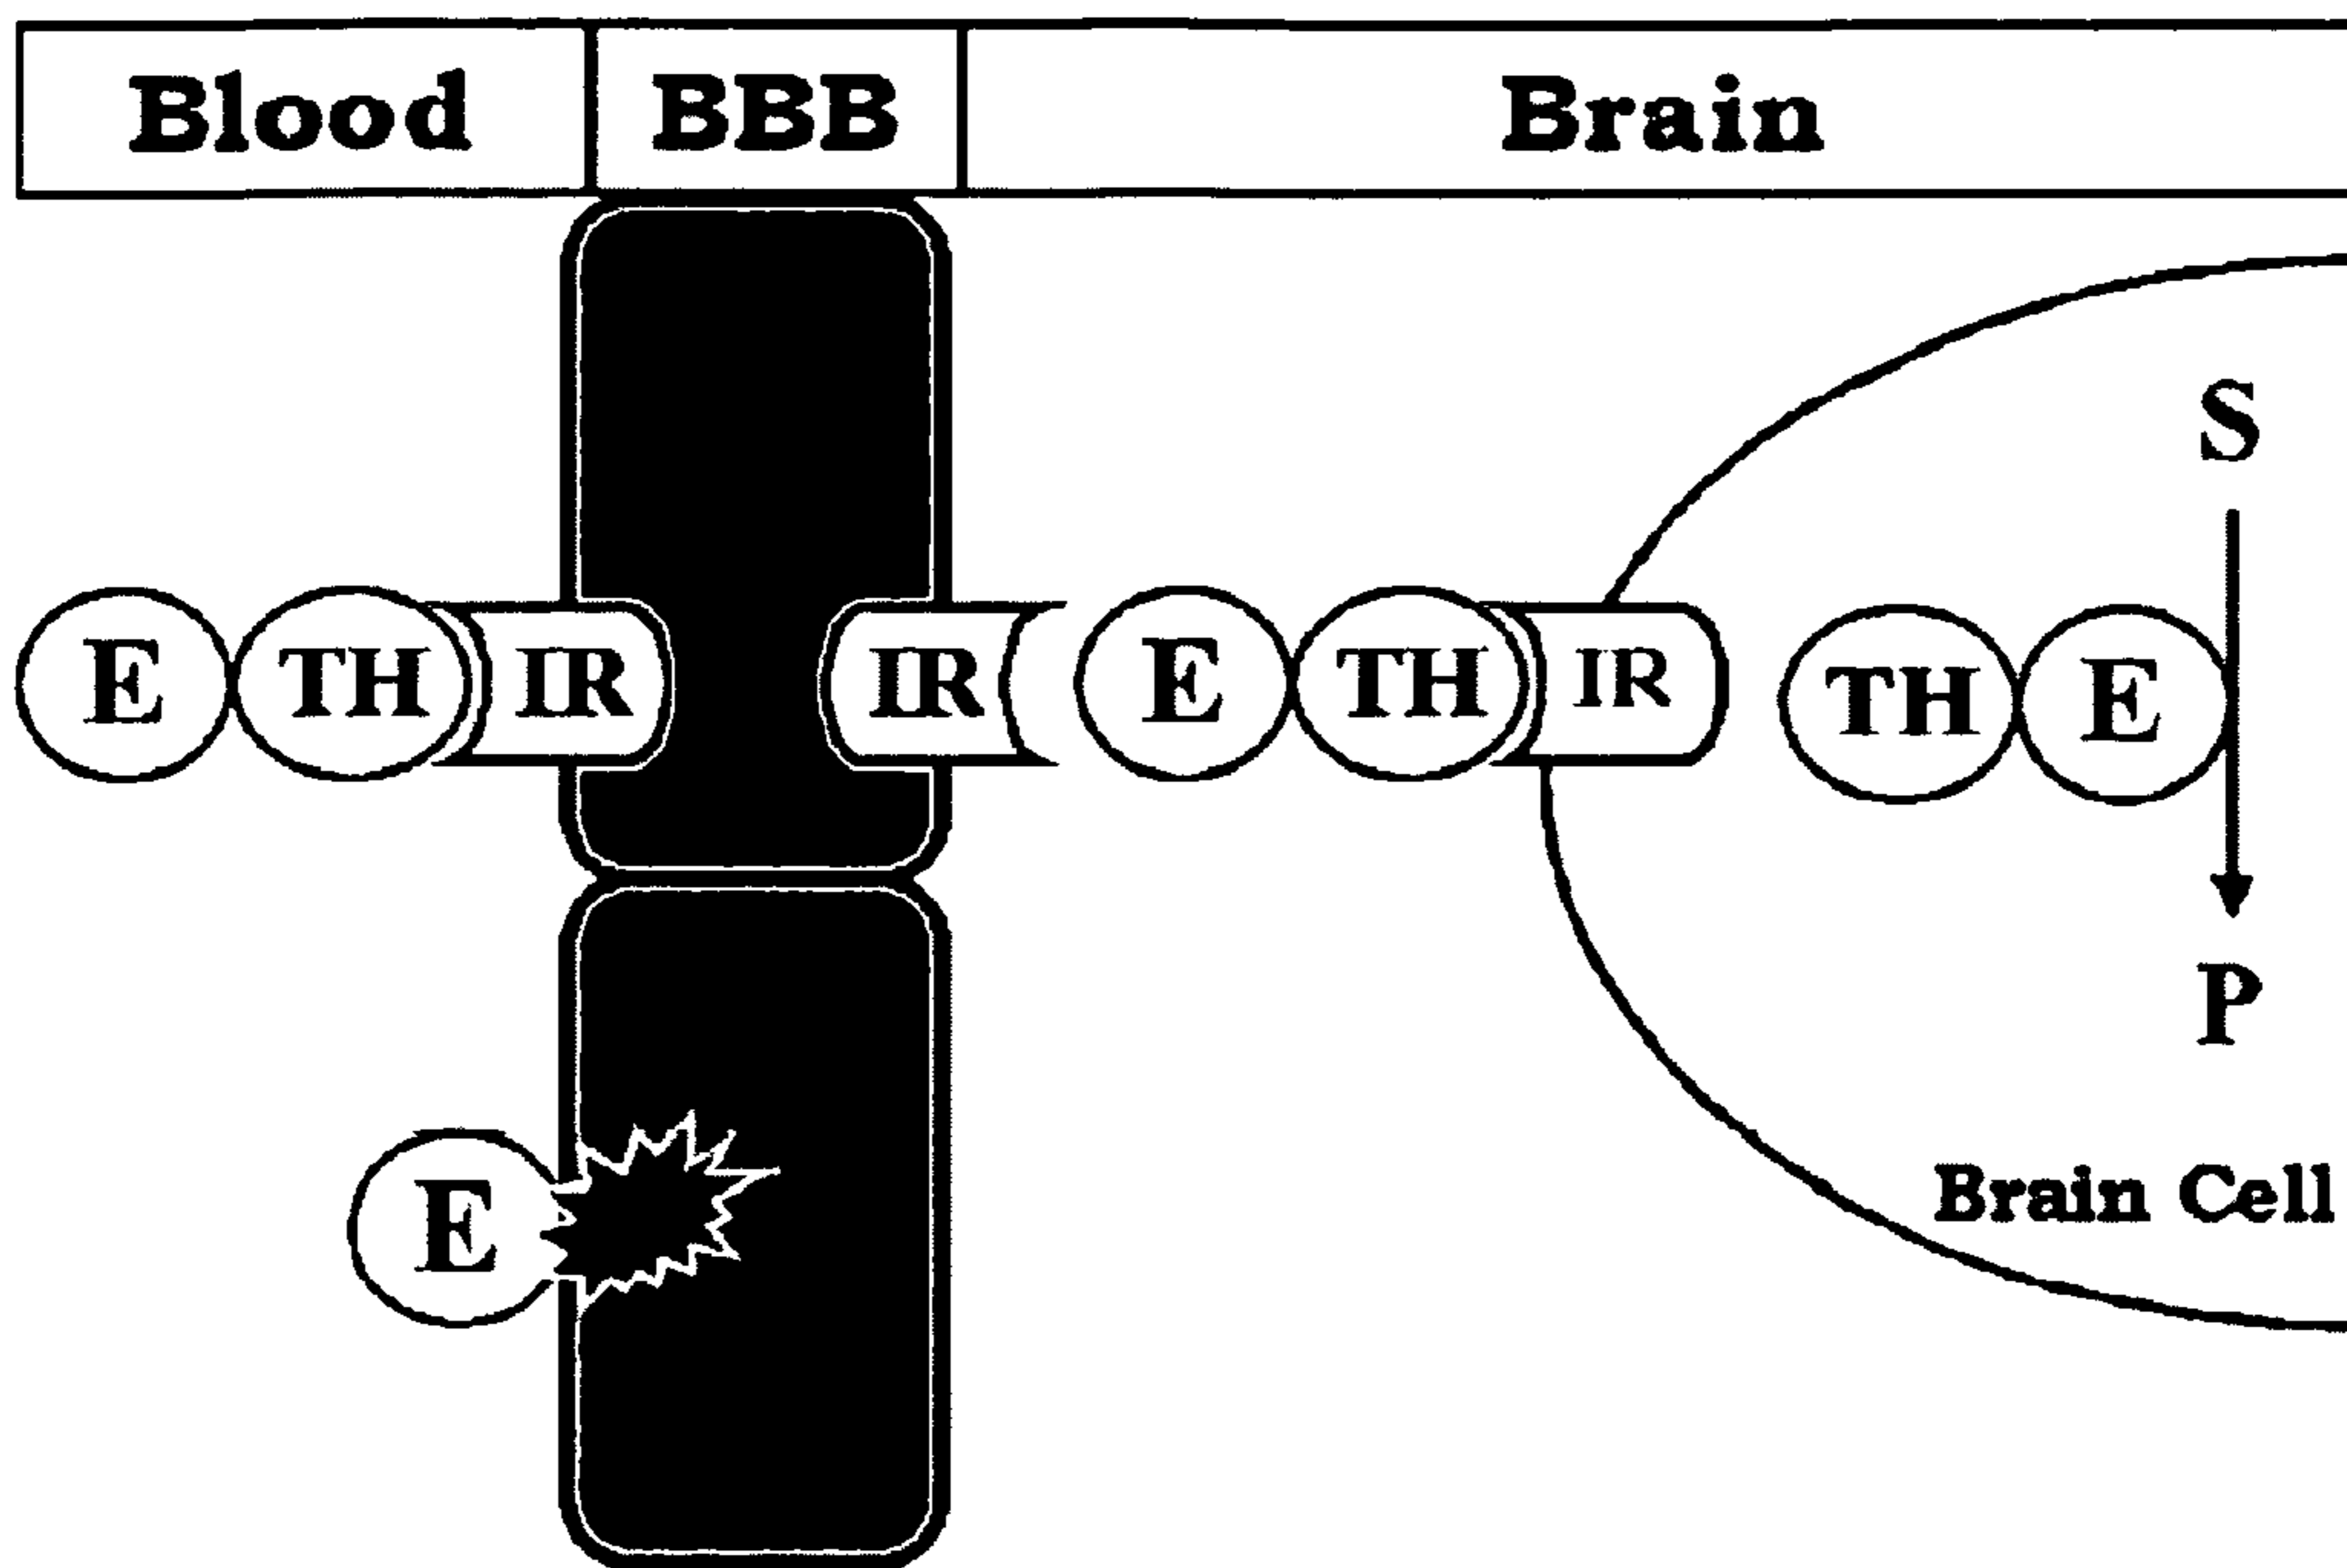 Blood BBB Brain
S
E TH IR IR E TH IR TH E
P
E
Brain Cell